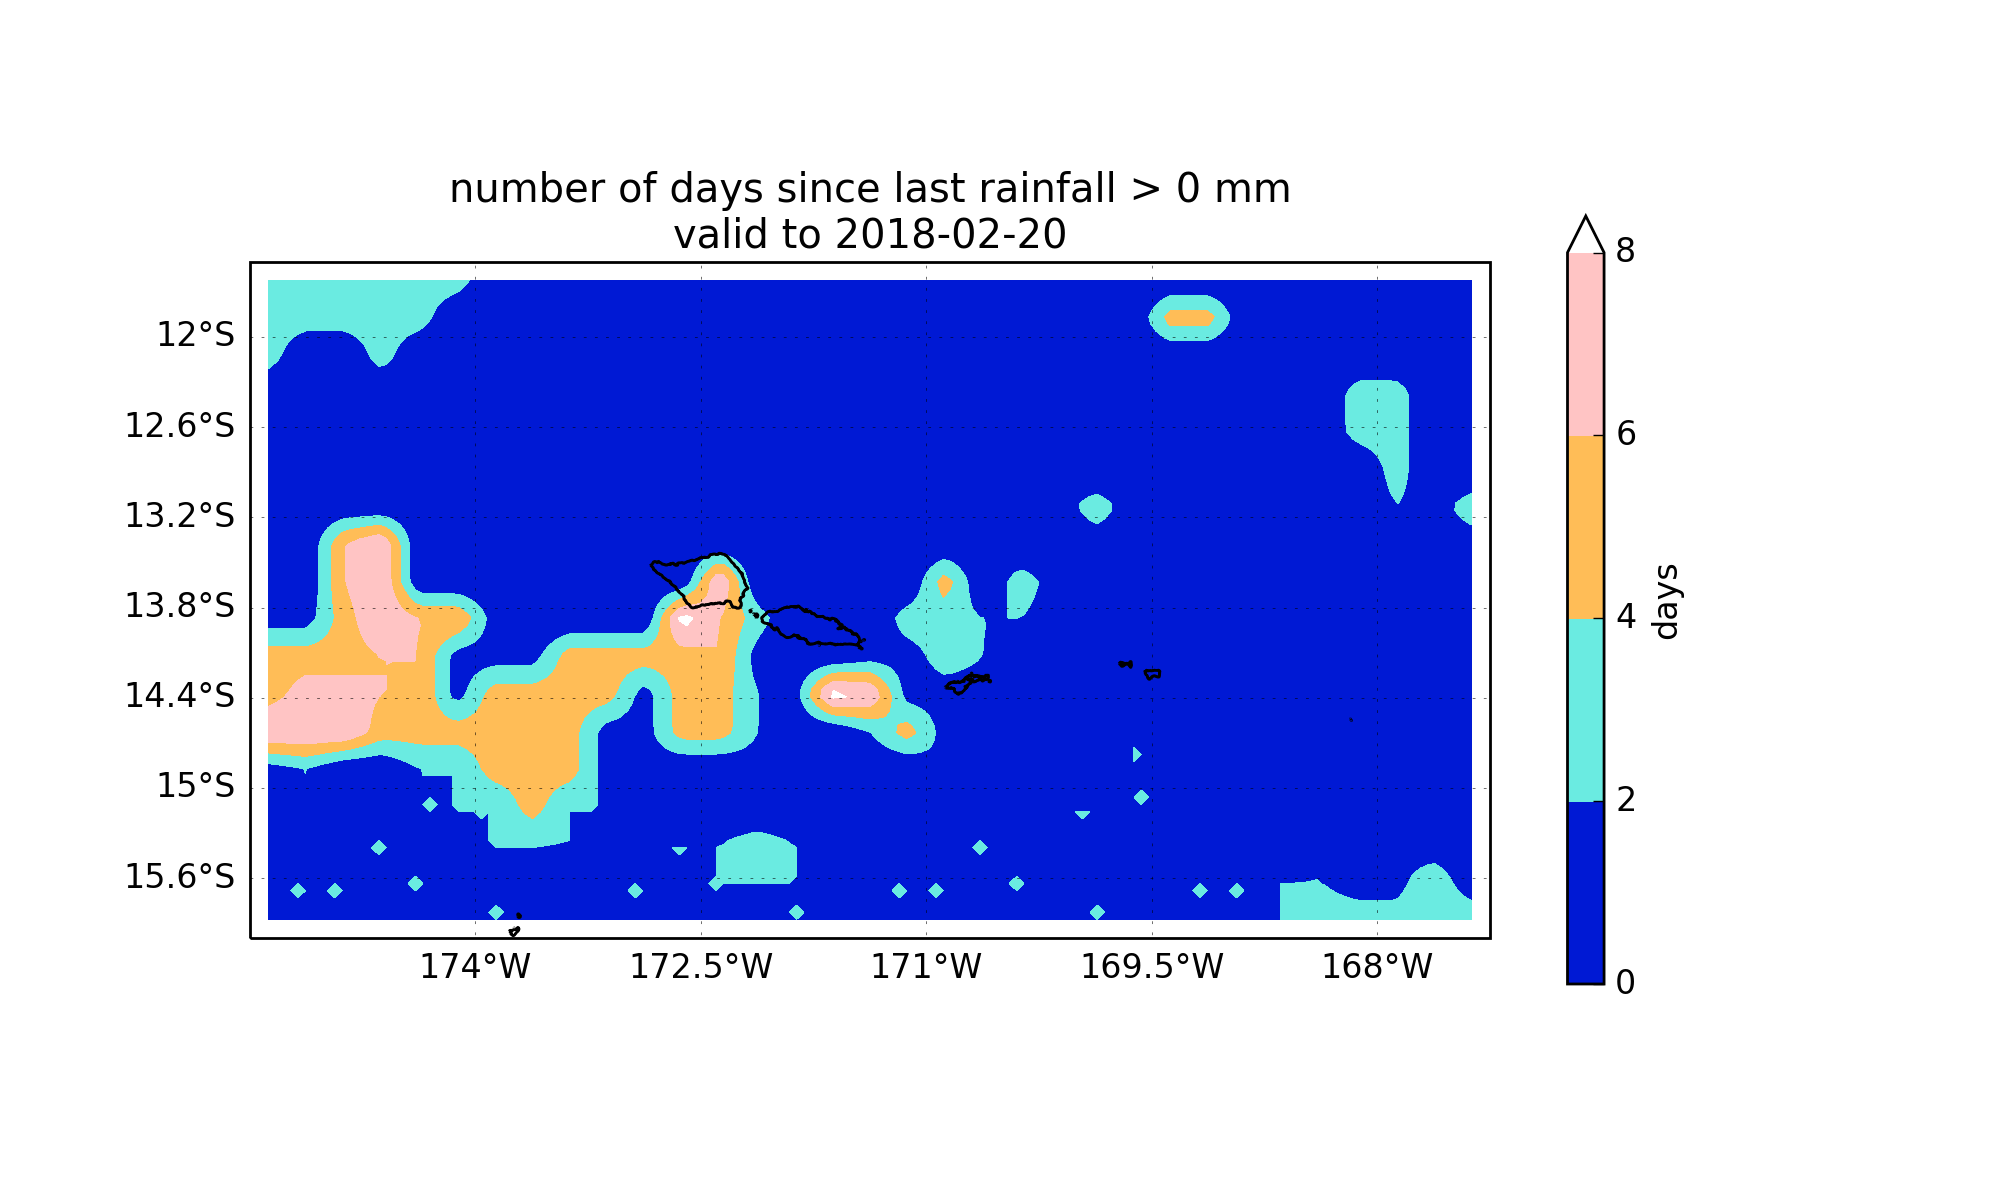 number of days since last rainfall > 0 mm
valid to 2018-02-20
12°S
12.6°S
13.2°S
13.8°S
14.4°S
15°S
15.6°S
174°W 172.5°W 171°W 169.5°W 168°W
8
6
4
2
0
days